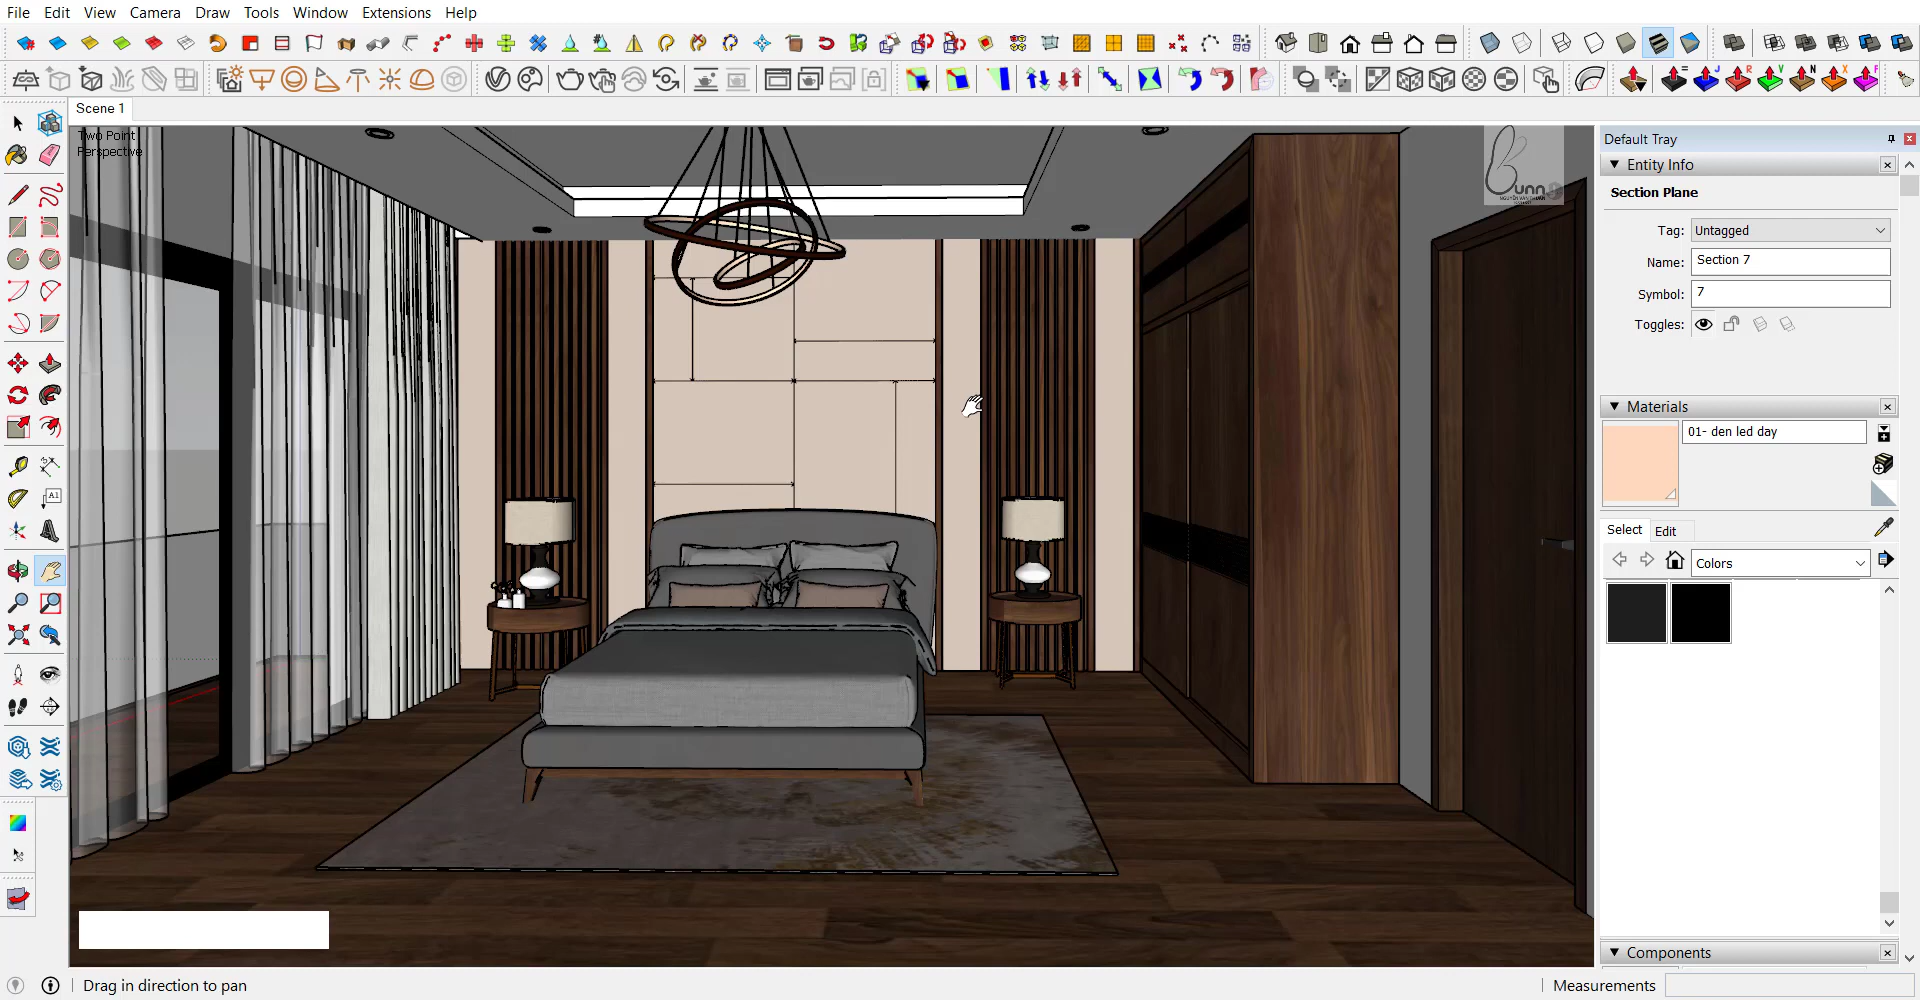 File Edit View Camera Draw Tools Window Extensions Help
Scene 1
Two Point
Perspective
Bunn
Default Tray
Entity Info
Section Plane
Tag: Untagged
Name: Section 7
Symbol: 7
Toggles:
Materials
01- den led day
Select Edit
Colors
Components
A1
Drag in direction to pan
Measurements